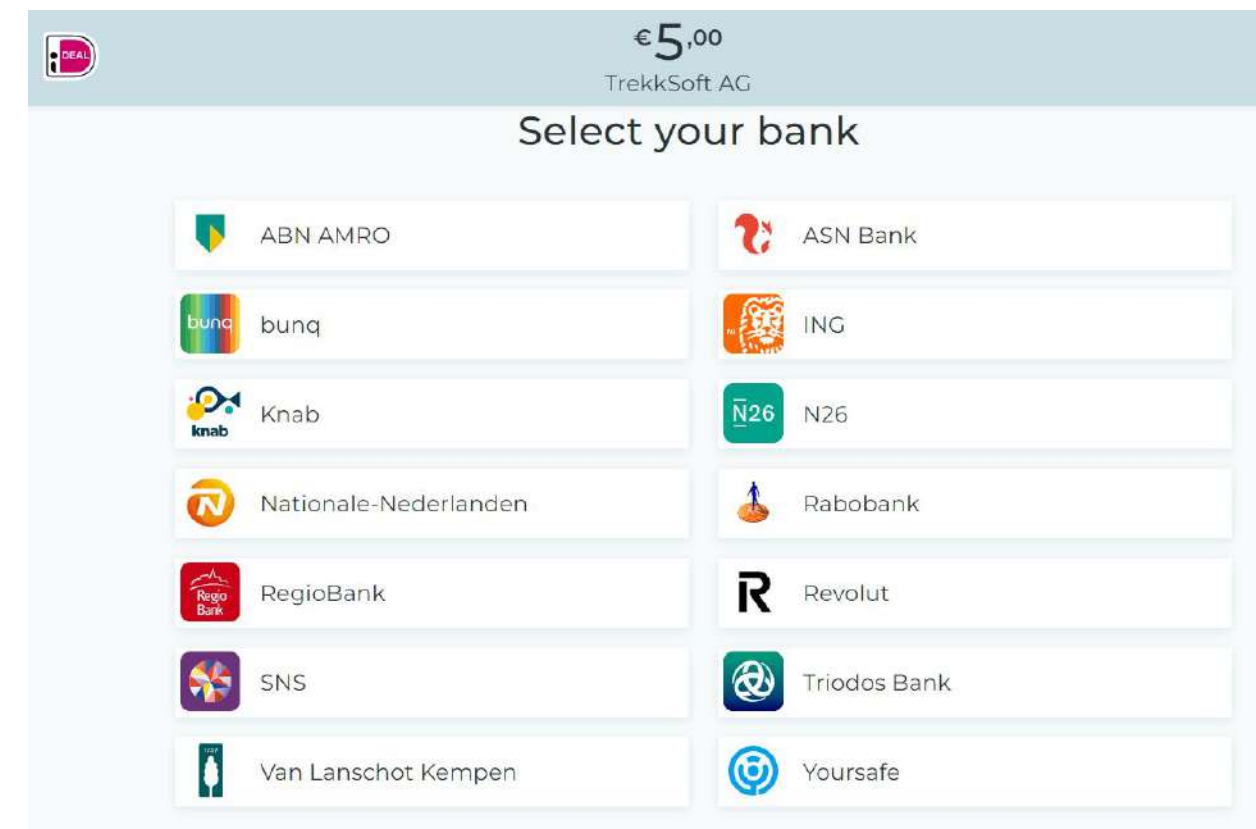 iDEAL
€5,00
TrekkSoft AG
Select your bank
ABN AMRO
ASN Bank
bunq bunq
ING
knab Knab
N26 N26
Nationale-Nederlanden
Rabobank
Regio Bank RegioBank
Revolut
SNS
Triodos Bank
Van Lanschot Kempen
Yoursafe